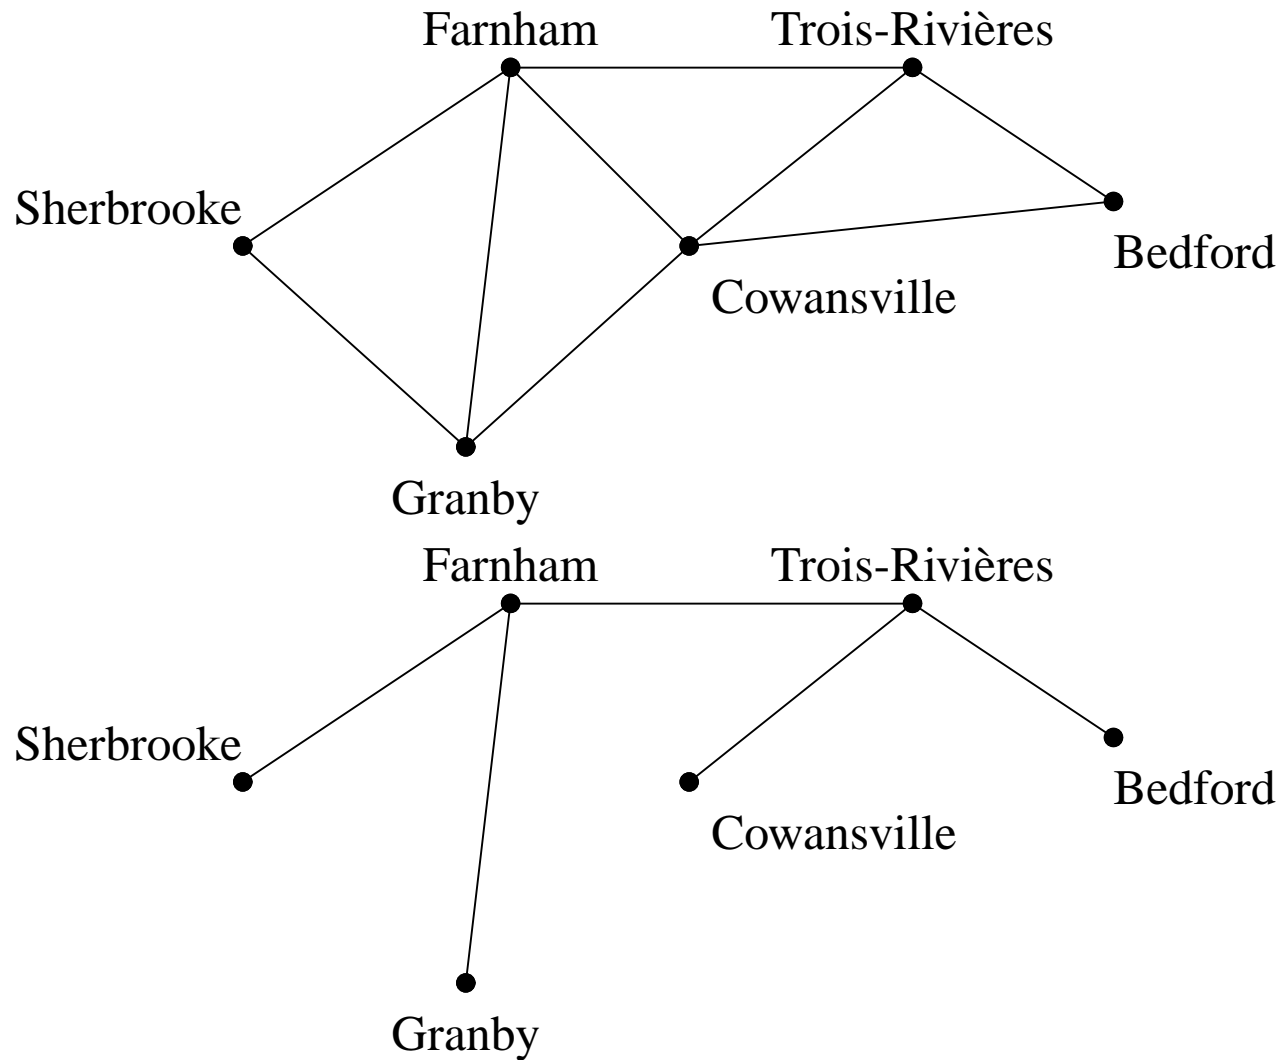 Farnham
Trois-Rivières
Sherbrooke
Bedford
Cowansville
Granby
Farnham
Trois-Rivières
Sherbrooke
Bedford
Cowansville
Granby